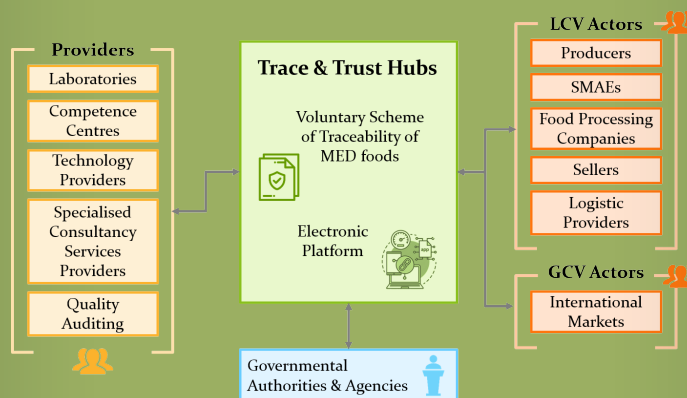 Providers
Laboratories
Competence
Centres
Technology
Providers
Specialised
Consultancy
Services
Providers
Quality
Auditing
Trace & Trust Hubs
Voluntary Scheme
of Traceability of
MED foods
Electronic
Platform
Governmental
Authorities & Agencies
LCV Actors
Producers
SMAEs
Food Processing
Companies
Sellers
Logistic
Providers
GCV Actors
International
Markets